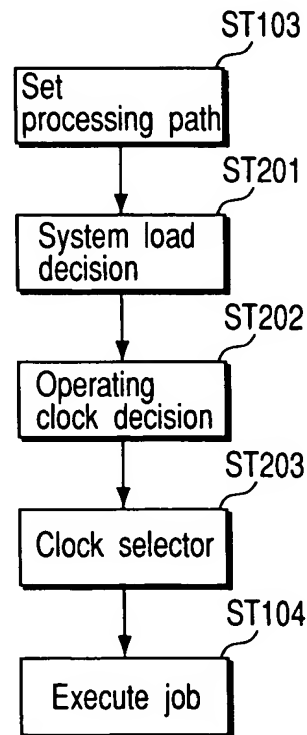 ST103
Set
processing path
ST201
System load
decision
ST202
Operating
clock decision
ST203
Clock selector
ST104
Execute job